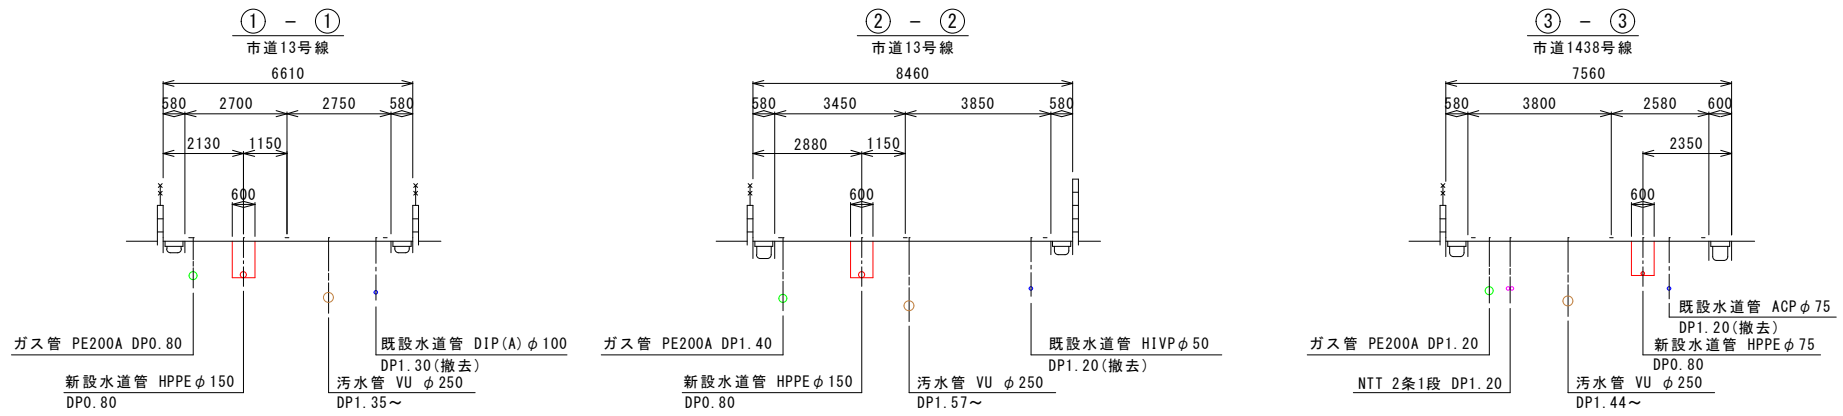 ① － ①
市道13号線
6610
580 2700 2750 580
2130 1150
600
ガス管 PE200A DP0.80
既設水道管 DIP(A)φ100
DP1.30(撤去)
新設水道管 HPPEφ150
DP0.80
汚水管 VU φ250
DP1.35～
② － ②
市道13号線
8460
580 3450 3850 580
2880 1150
600
ガス管 PE200A DP1.40
既設水道管 HIVPφ50
DP1.20(撤去)
新設水道管 HPPEφ150
DP0.80
汚水管 VU φ250
DP1.57～
③ － ③
市道1438号線
7560
580 3800 2580 600
2350
600
既設水道管 ACPφ75
DP1.20(撤去)
ガス管 PE200A DP1.20
新設水道管 HPPEφ75
DP0.80
NTT 2条1段 DP1.20
汚水管 VU φ250
DP1.44～